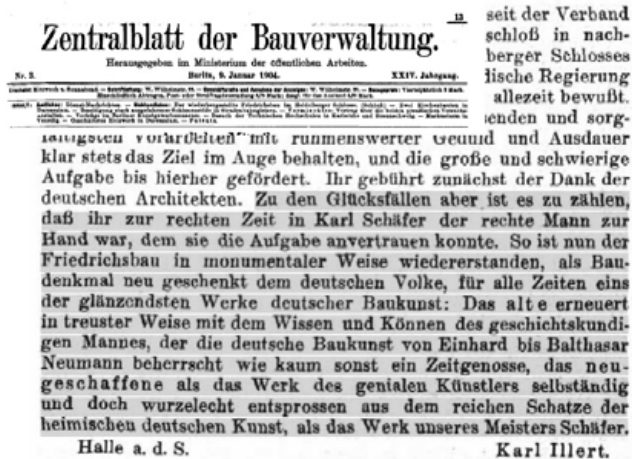 13
Zentralblatt der Bauverwaltung.
Herausgegeben im Ministerium der öffentlichen Arbeiten.
Nr. 3. Berlin, 9. Januar 1904. XXIV. Jahrgang.
seit der Verband
schloß in nach-
berger Schlosses
dische Regierung
allezeit bewußt.
enden und sorg-
fältigsten Vorarbeiten mit rühmenswerter Geduld und Ausdauer
klar stets das Ziel im Auge behalten, und die große und schwierige
Aufgabe bis hierher gefördert. Ihr gebührt zunächst der Dank der
deutschen Architekten. Zu den Glücksfällen aber ist es zu zählen,
daß ihr zur rechten Zeit in Karl Schäfer der rechte Mann zur
Hand war, dem sie die Aufgabe anvertrauen konnte. So ist nun der
Friedrichsbau in monumentaler Weise wiedererstanden, als Bau-
denkmal neu geschenkt dem deutschen Volke, für alle Zeiten eins
der glänzendsten Werke deutscher Baukunst: Das alte erneuert
in treuster Weise mit dem Wissen und Können des geschichtskundi-
gen Mannes, der die deutsche Baukunst von Einhard bis Balthasar
Neumann beherrscht wie kaum sonst ein Zeitgenosse, das neu-
geschaffene als das Werk des genialen Künstlers selbständig
und doch wurzelecht entsprossen aus dem reichen Schatze der
heimischen deutschen Kunst, als das Werk unseres Meisters Schäfer.
Halle a. d. S. Karl Illert.